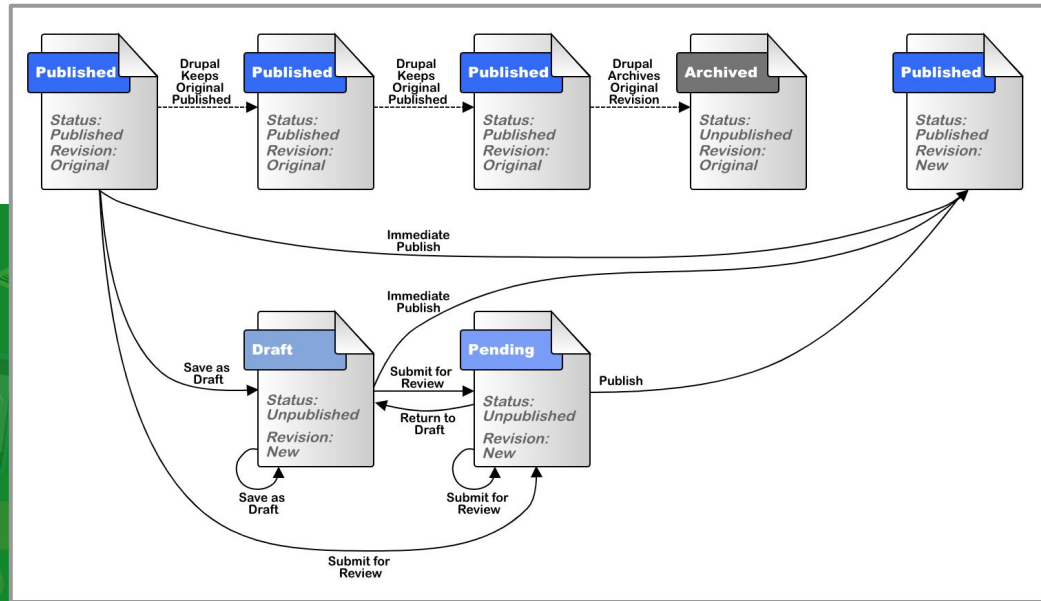 Published
Status:
Published
Revision:
Original
Drupal
Keeps
Original
Published
Published
Status:
Published
Revision:
Original
Drupal
Keeps
Original
Published
Published
Status:
Published
Revision:
Original
Drupal
Archives
Original
Revision
Archived
Status:
Unpublished
Revision:
Original
Published
Status:
Published
Revision:
New
Immediate
Publish
Immediate
Publish
Save as
Draft
Draft
Status:
Unpublished
Revision:
New
Save as
Draft
Submit for
Review
Return to
Draft
Pending
Status:
Unpublished
Revision:
New
Submit for
Review
Publish
Submit for
Review